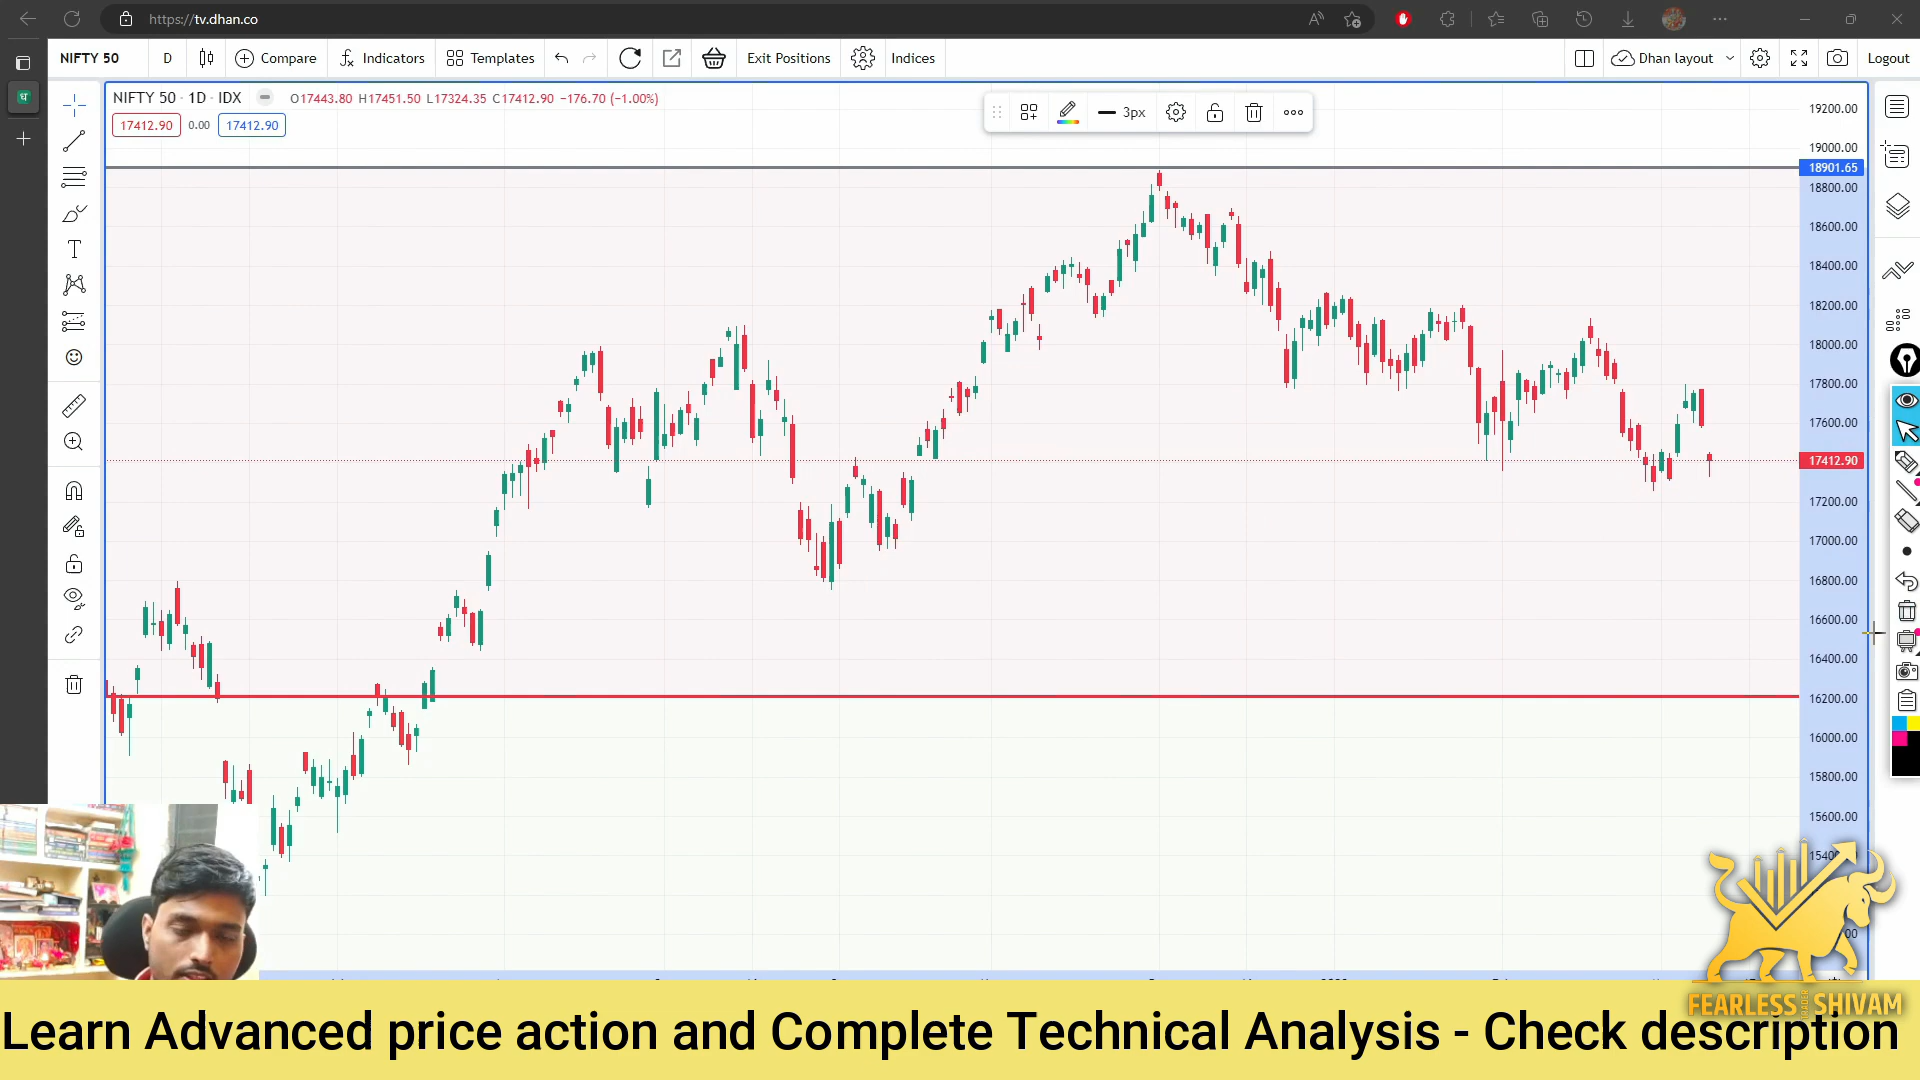 https://tv.dhan.co
NIFTY 50
D
Compare
Indicators
Templates
Exit Positions
Indices
Dhan layout
Logout
NIFTY 50 · 1D · IDX
O17443.80 H17451.50 L17324.35 C17412.90 -176.70 (-1.00%)
17412.90
0.00
17412.90
3px
19200.00
19000.00
18901.65
18800.00
18600.00
18400.00
18200.00
18000.00
17800.00
17600.00
17412.90
17200.00
17000.00
16800.00
16600.00
16400.00
16200.00
16000.00
15800.00
15600.00
FEARLESS SHIVAM
Learn Advanced price action and Complete Technical Analysis - Check description